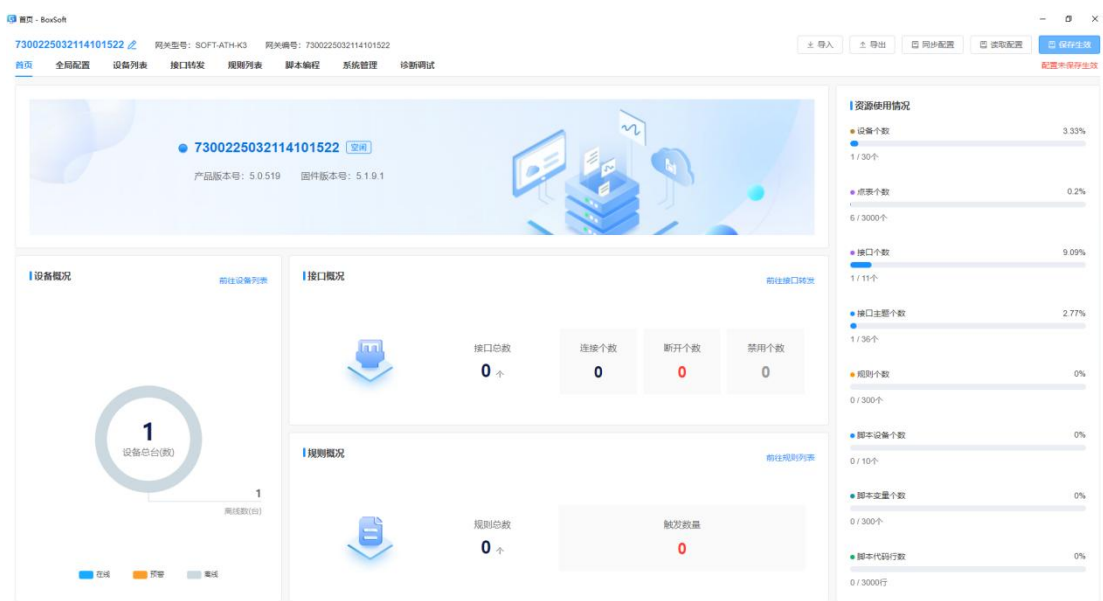 首页 - BoxSoft
7300225032114101522 网关型号：SOFT-ATH-K3 网关编号：7300225032114101522 导入 导出 同步配置 读取配置 保存生效
首页 全局配置 设备列表 接口转发 规则列表 脚本编程 系统管理 诊断调试 配置未保存生效
7300225032114101522 空闲
产品版本号：5.0.519 固件版本号：5.1.9.1
设备概况 前往设备列表
1
设备总台(数)
1
离线数(台)
在线 预警 离线
接口概况 前往接口转发
接口总数 连接个数 断开个数 禁用个数
0 个 0 0 0
规则概况 前往规则列表
规则总数 触发数量
0 个 0
资源使用情况
设备个数 3.33%
1 / 30个
点表个数 0.2%
6 / 3000个
接口个数 9.09%
1 / 11个
接口主题个数 2.77%
1 / 36个
规则个数 0%
0 / 300个
脚本设备个数 0%
0 / 10个
脚本变量个数 0%
0 / 300个
脚本代码行数 0%
0 / 3000行